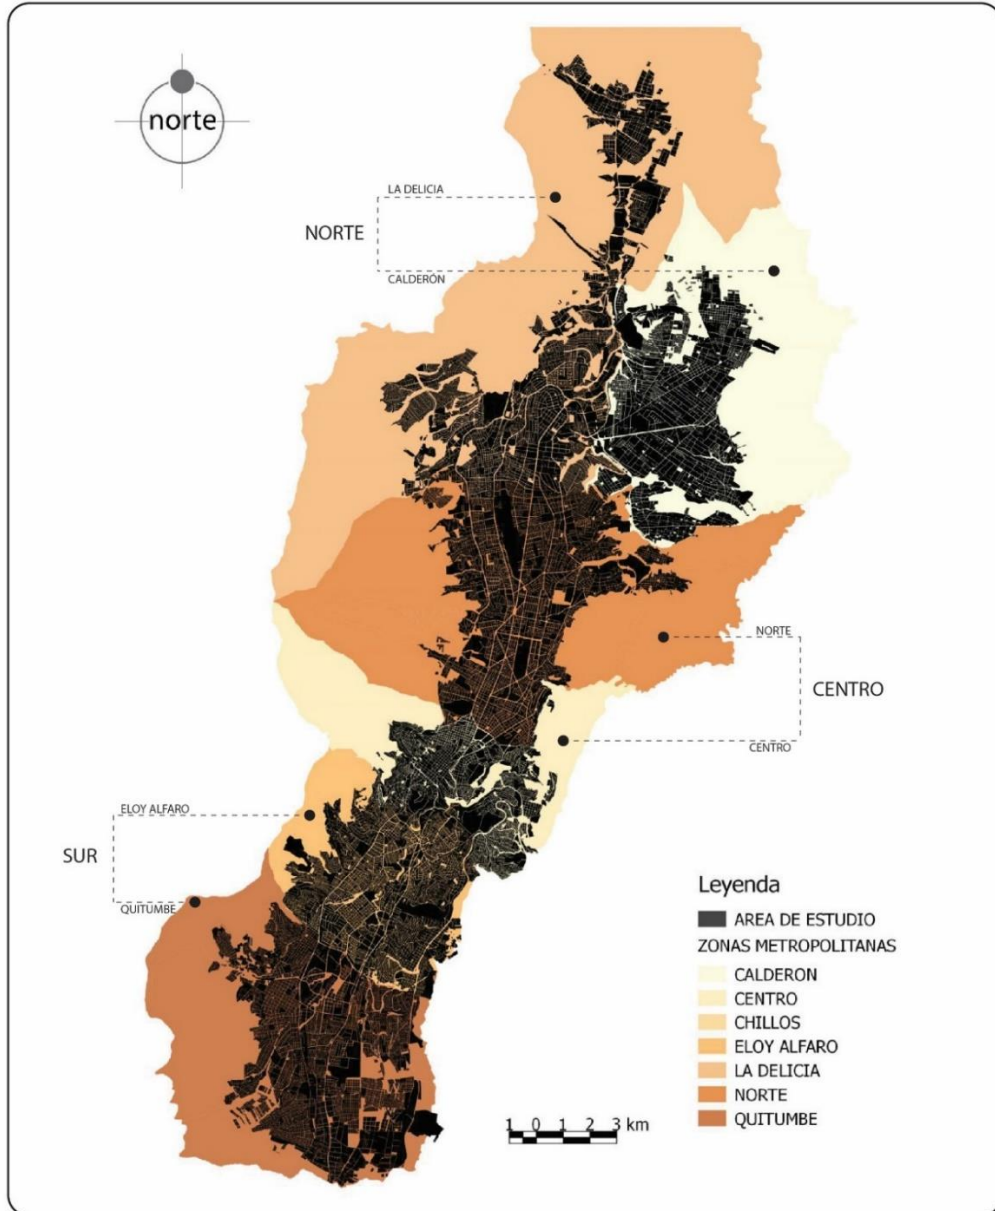 norte
LA DELICIA
NORTE
CALDERÓN
NORTE
CENTRO
CENTRO
ELOY ALFARO
SUR
QUITUMBE
Leyenda
AREA DE ESTUDIO
ZONAS METROPOLITANAS
CALDERON
CENTRO
CHILLOS
ELOY ALFARO
LA DELICIA
NORTE
QUITUMBE
1 0 1 2 3 km